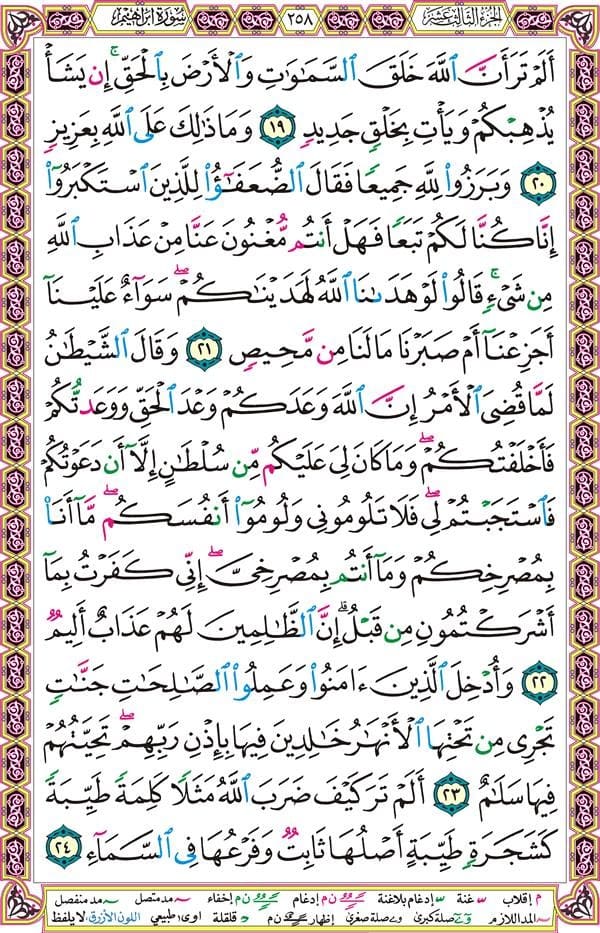 الجزء الثالث عشر
٢٥٨
سورة إبراهيم
أَلَمْ تَرَ أَنَّ ٱللَّهَ خَلَقَ ٱلسَّمَٰوَٰتِ وَٱلْأَرْضَ بِٱلْحَقِّ ۚ إِن يَشَأْ
يُذْهِبْكُمْ وَيَأْتِ بِخَلْقٍ جَدِيدٍ ١٩ وَمَا ذَٰلِكَ عَلَى ٱللَّهِ بِعَزِيزٍ
٢٠ وَبَرَزُوا۟ لِلَّهِ جَمِيعًا فَقَالَ ٱلضُّعَفَٰٓؤُا۟ لِلَّذِينَ ٱسْتَكْبَرُوٓا۟
إِنَّا كُنَّا لَكُمْ تَبَعًا فَهَلْ أَنتُم مُّغْنُونَ عَنَّا مِنْ عَذَابِ ٱللَّهِ
مِن شَىْءٍ ۚ قَالُوا۟ لَوْ هَدَىٰنَا ٱللَّهُ لَهَدَيْنَٰكُمْ ۖ سَوَآءٌ عَلَيْنَآ
أَجَزِعْنَآ أَمْ صَبَرْنَا مَا لَنَا مِن مَّحِيصٍ ٢١ وَقَالَ ٱلشَّيْطَٰنُ
لَمَّا قُضِىَ ٱلْأَمْرُ إِنَّ ٱللَّهَ وَعَدَكُمْ وَعْدَ ٱلْحَقِّ وَوَعَدتُّكُمْ
فَأَخْلَفْتُكُمْ ۖ وَمَا كَانَ لِىَ عَلَيْكُم مِّن سُلْطَٰنٍ إِلَّآ أَن دَعَوْتُكُمْ
فَٱسْتَجَبْتُمْ لِى ۖ فَلَا تَلُومُونِى وَلُومُوٓا۟ أَنفُسَكُم ۖ مَّآ أَنَا۠
بِمُصْرِخِكُمْ وَمَآ أَنتُم بِمُصْرِخِىَّ ۖ إِنِّى كَفَرْتُ بِمَآ
أَشْرَكْتُمُونِ مِن قَبْلُ ۗ إِنَّ ٱلظَّٰلِمِينَ لَهُمْ عَذَابٌ أَلِيمٌ
٢٢ وَأُدْخِلَ ٱلَّذِينَ ءَامَنُوا۟ وَعَمِلُوا۟ ٱلصَّٰلِحَٰتِ جَنَّٰتٍ
تَجْرِى مِن تَحْتِهَا ٱلْأَنْهَٰرُ خَٰلِدِينَ فِيهَا بِإِذْنِ رَبِّهِمْ ۖ تَحِيَّتُهُمْ
فِيهَا سَلَٰمٌ ٢٣ أَلَمْ تَرَ كَيْفَ ضَرَبَ ٱللَّهُ مَثَلًا كَلِمَةً طَيِّبَةً
كَشَجَرَةٍ طَيِّبَةٍ أَصْلُهَا ثَابِتٌ وَفَرْعُهَا فِى ٱلسَّمَآءِ ٢٤
م إقلاب غنة إدغام بلاغنة ن م إدغام ن م إخفاء مد متصل مد منفصل
المد اللازم صلة كبرى صلة صغرى إظهار ن م قلقلة اوى: طبيعي اللون الأزرق: لا يلفظ